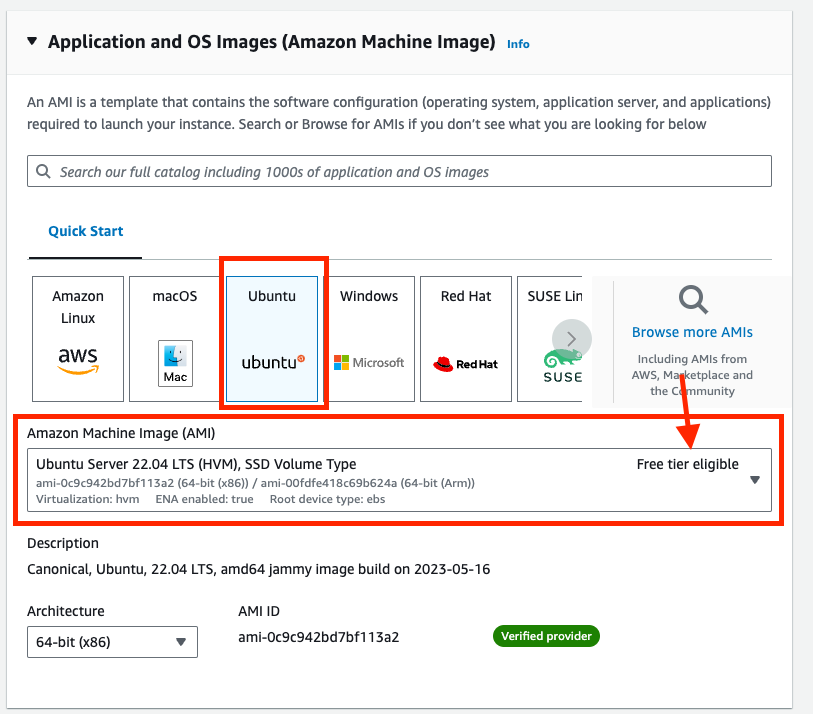 Application and OS Images (Amazon Machine Image) Info
An AMI is a template that contains the software configuration (operating system, application server, and applications)
required to launch your instance. Search or Browse for AMIs if you don't see what you are looking for below
Search our full catalog including 1000s of application and OS images
Quick Start
Amazon
Linux
aws
macOS
Mac
Ubuntu
ubuntu
Windows
Microsoft
Red Hat
Red Hat
SUSE Lin
SUSE
Browse more AMIs
Including AMIs from
AWS, Marketplace and
the Community
Amazon Machine Image (AMI)
Ubuntu Server 22.04 LTS (HVM), SSD Volume Type
Free tier eligible
ami-0c9c942bd7bf113a2 (64-bit (x86)) / ami-00fdfe418c69b624a (64-bit (Arm))
Virtualization: hvm ENA enabled: true Root device type: ebs
Description
Canonical, Ubuntu, 22.04 LTS, amd64 jammy image build on 2023-05-16
Architecture
64-bit (x86)
AMI ID
ami-0c9c942bd7bf113a2
Verified provider